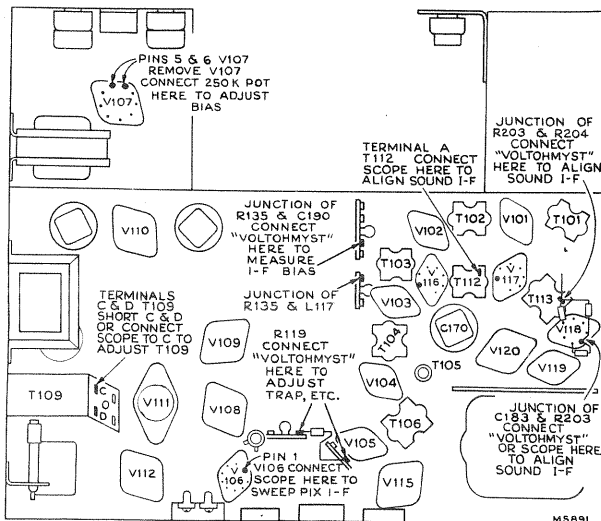 PINS 5 & 6 V107
REMOVE V107
CONNECT 250K POT
HERE TO ADJUST
BIAS
V107
TERMINAL A
T112 CONNECT
SCOPE HERE TO
ALIGN SOUND I-F
JUNCTION OF
R203 & R204
CONNECT
"VOLTOHMYST"
HERE TO ALIGN
SOUND I-F
JUNCTION OF
R135 & C190
CONNECT
"VOLTOHMYST"
HERE TO
MEASURE
I-F BIAS
JUNCTION OF
R135 & L117
V110
V102
T102
V101
T101
T103
V
116
T112
V
117
T113
V103
C170
V
118
TERMINALS
C & D T109
SHORT C & D
OR CONNECT
SCOPE TO C TO
ADJUST T109
V109
R119
CONNECT
"VOLTOHMYST"
HERE TO
ADJUST
TRAP, ETC.
T104
T105
V120
V119
V104
T109
C
O
D
V111
V108
T106
JUNCTION OF
C183 & R203
CONNECT
"VOLTOHMYST"
OR SCOPE HERE
TO ALIGN
SOUND I-F
V105
V112
V
106
PIN 1
V106 CONNECT
SCOPE HERE TO
SWEEP PIX I-F
V115
MS891